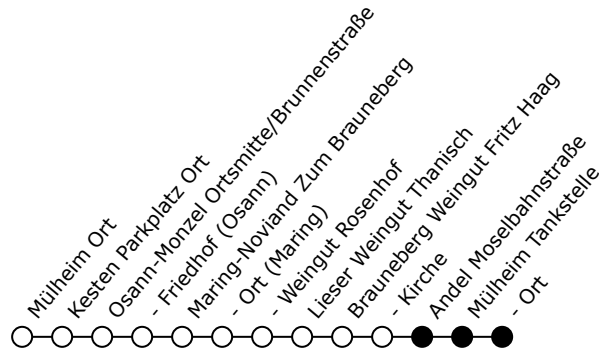 Mülheim Ort
Kesten Parkplatz Ort
Osann-Monzel Ortsmitte/Brunnenstraße
- Friedhof (Osann)
Maring-Noviand Zum Brauneberg
- Ort (Maring)
- Weingut Rosenhof
Lieser Weingut Thanisch
Brauneberg Weingut Fritz Haag
- Kirche
Andel Moselbahnstraße
Mülheim Tankstelle
- Ort